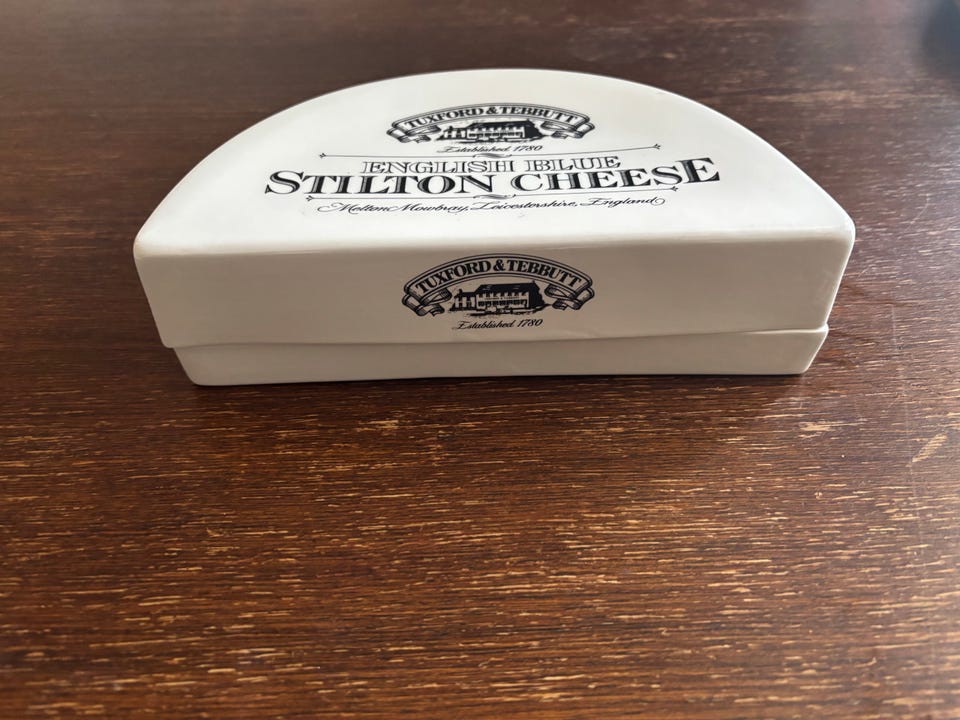 TUXFORD & TEBBUTT
Established 1780
ENGLISH BLUE
STILTON CHEESE
Melton Mowbray, Leicestershire, England
TUXFORD & TEBBUTT
Established 1780